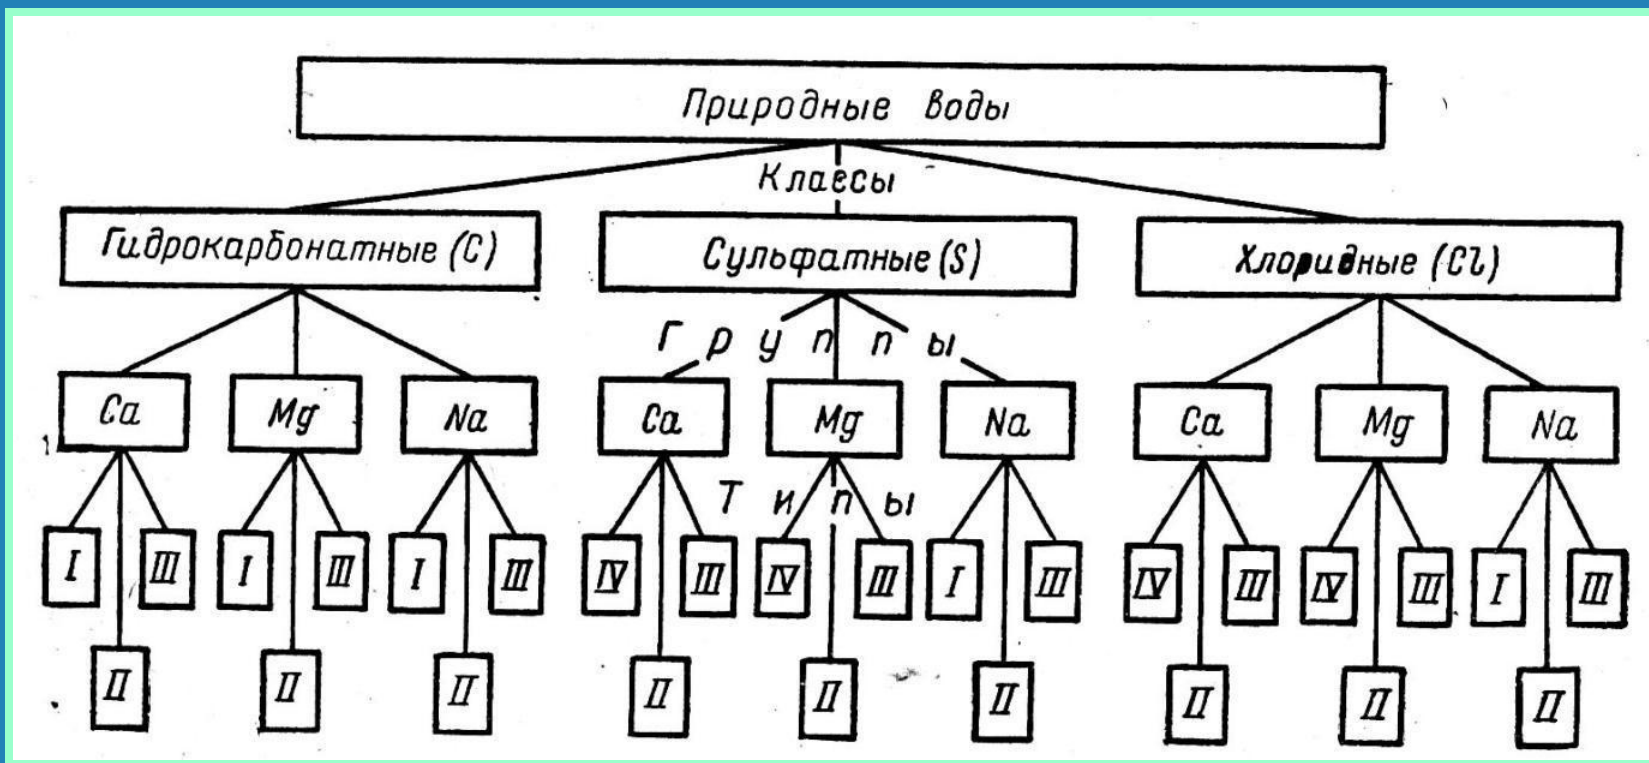 Природные воды
Классы
Гидрокарбонатные (C) Сульфатные (S) Хлоридные (Cl)
Группы
Ca Mg Na Ca Mg Na Ca Mg Na
Типы
I III I III I III IV III IV III I III IV III IV III I III
II II II II II II II II II